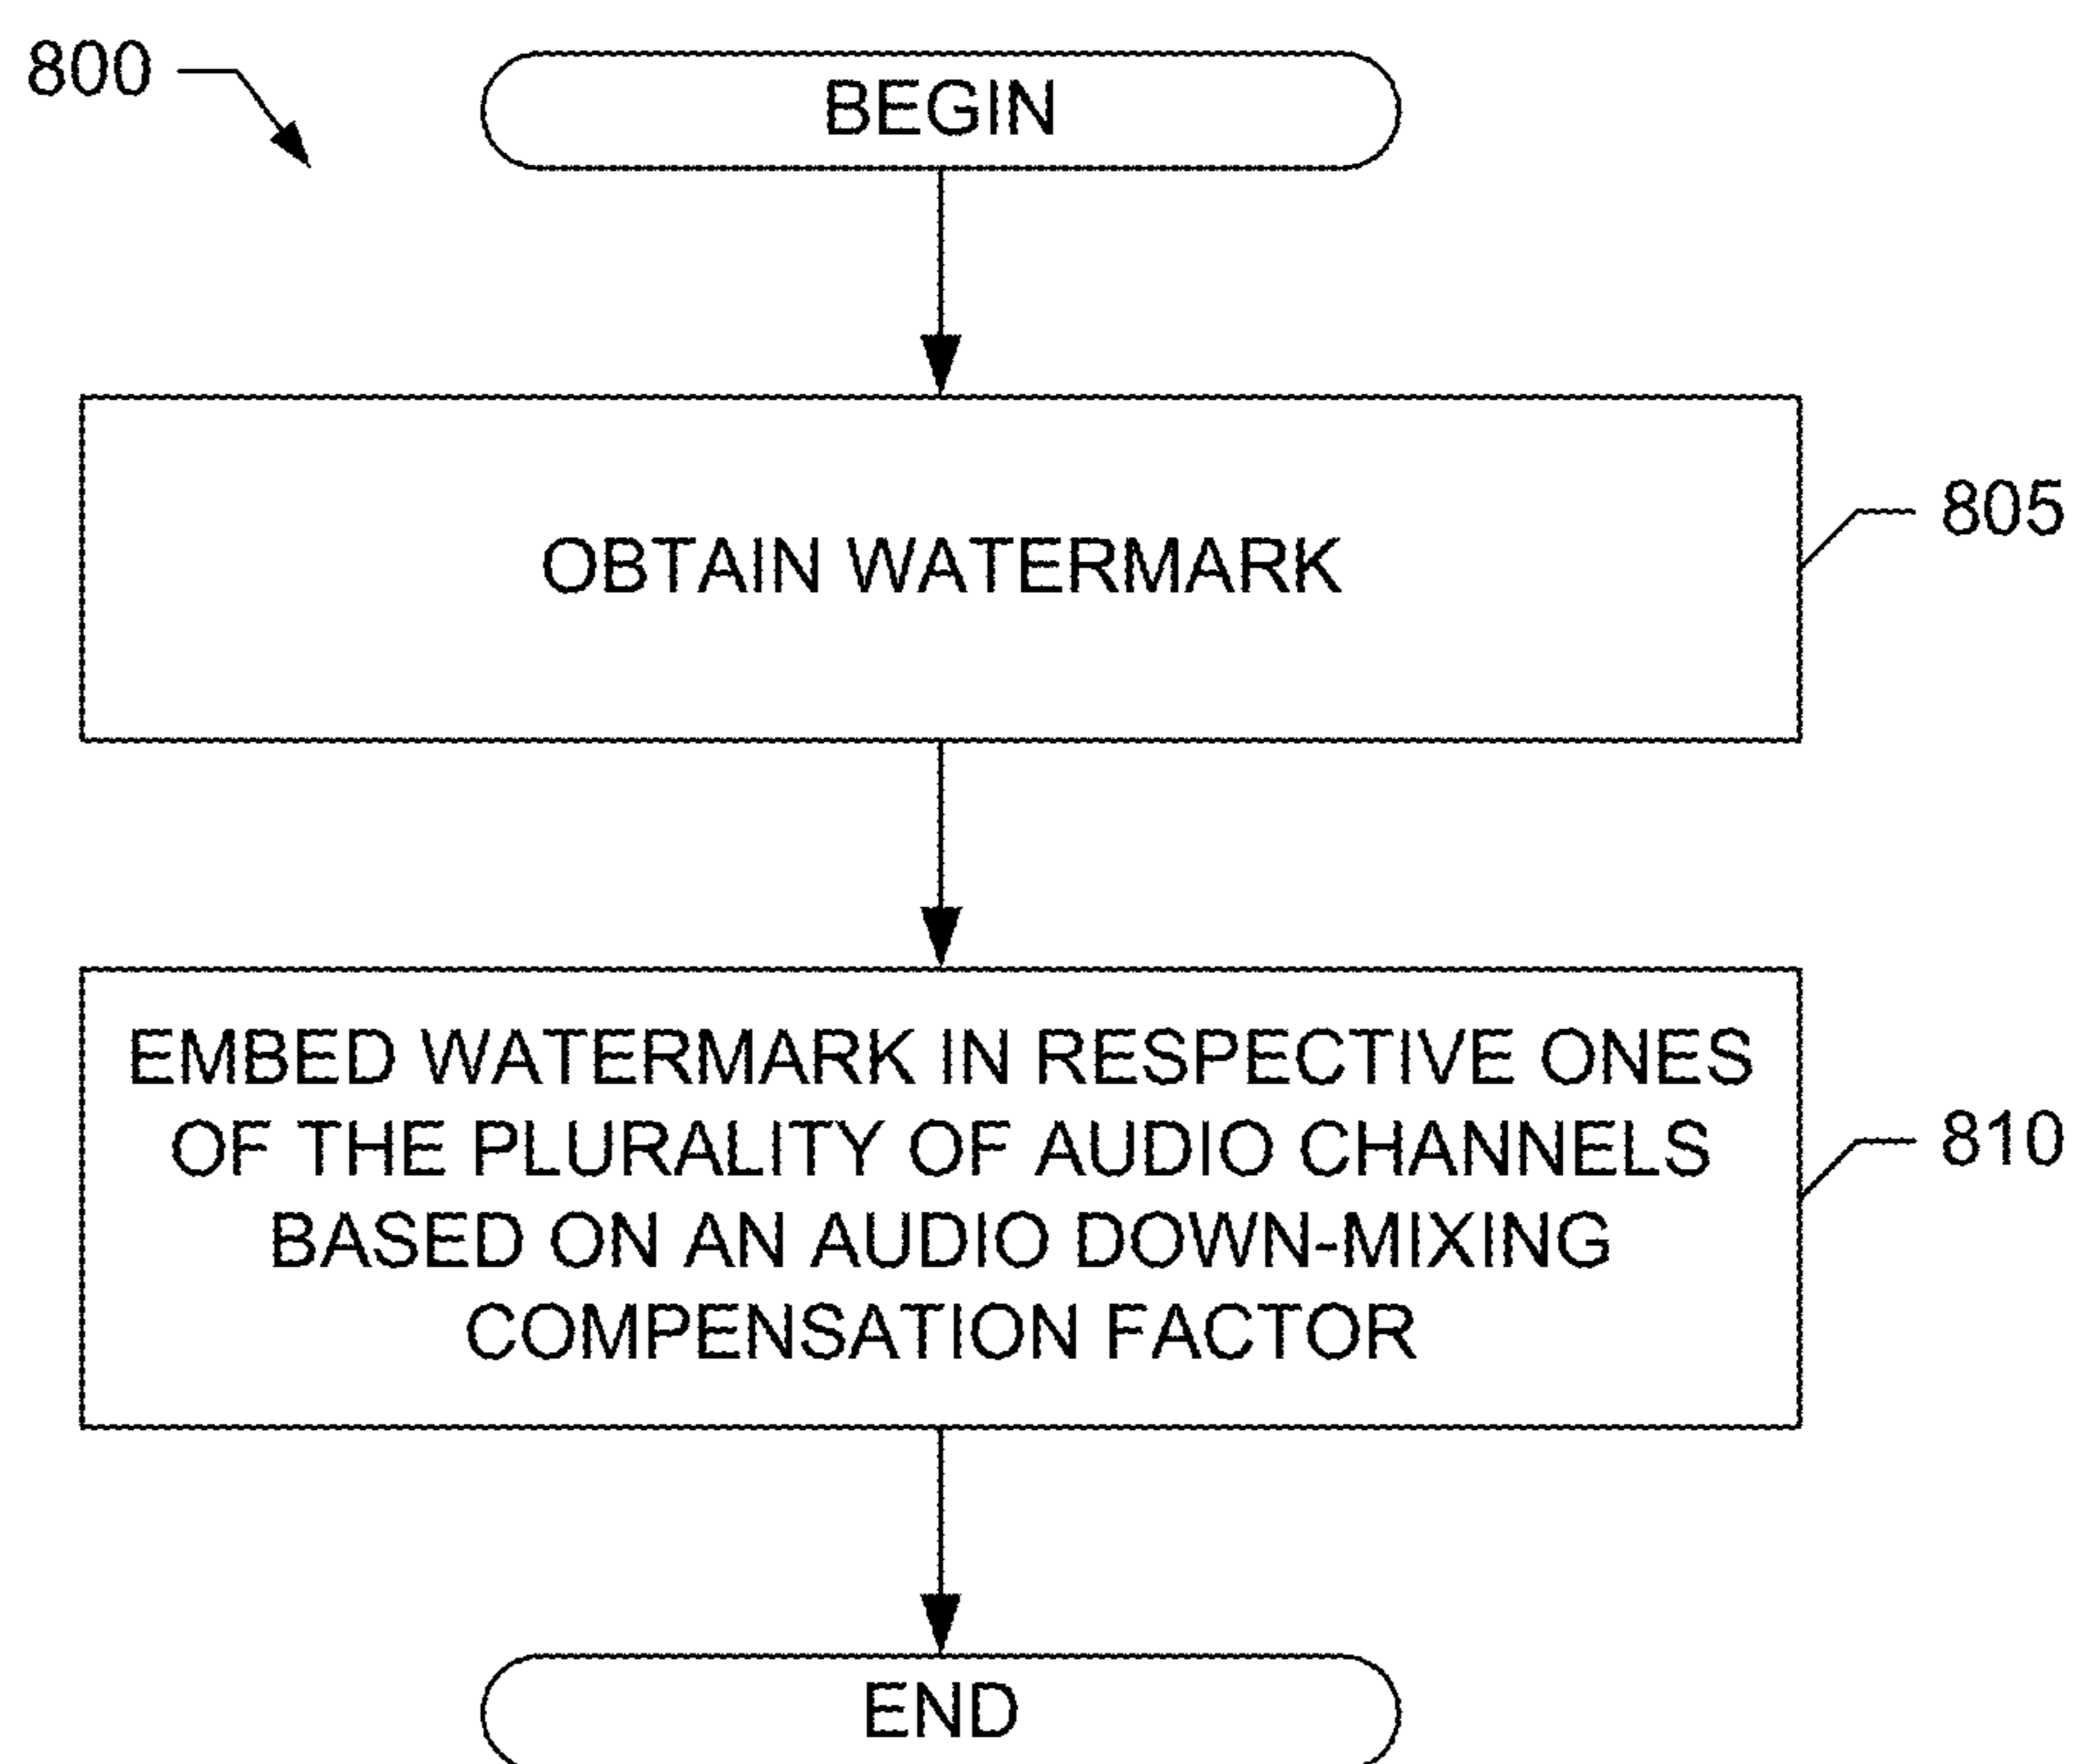 800
BEGIN
OBTAIN WATERMARK
805
EMBED WATERMARK IN RESPECTIVE ONES
OF THE PLURALITY OF AUDIO CHANNELS
BASED ON AN AUDIO DOWN-MIXING
COMPENSATION FACTOR
810
END